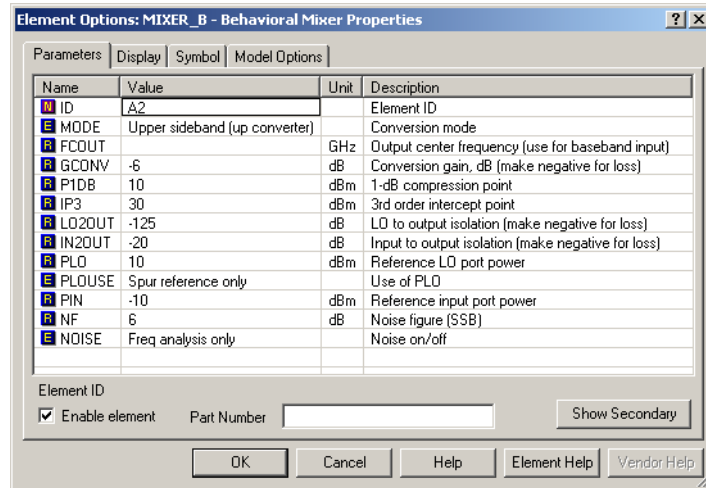 Element Options: MIXER_B - Behavioral Mixer Properties ? X
Parameters Display Symbol Model Options
Name Value Unit Description
N ID A2 Element ID
E MODE Upper sideband (up converter) Conversion mode
R FCOUT GHz Output center frequency (use for baseband input)
R GCONV -6 dB Conversion gain, dB (make negative for loss)
R P1DB 10 dBm 1-dB compression point
R IP3 30 dBm 3rd order intercept point
R LO2OUT -125 dB LO to output isolation (make negative for loss)
R IN2OUT -20 dB Input to output isolation (make negative for loss)
R PLO 10 dBm Reference LO port power
E PLOUSE Spur reference only Use of PLO
R PIN -10 dBm Reference input port power
R NF 6 dB Noise figure (SSB)
E NOISE Freq analysis only Noise on/off
Element ID
Enable element Part Number Show Secondary
OK Cancel Help Element Help Vendor Help